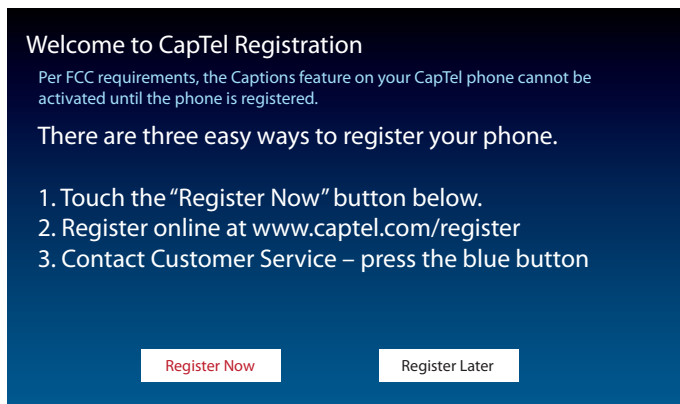 Welcome to CapTel Registration
Per FCC requirements, the Captions feature on your CapTel phone cannot be
activated until the phone is registered.
There are three easy ways to register your phone.
1. Touch the “Register Now” button below.
2. Register online at www.captel.com/register
3. Contact Customer Service – press the blue button
Register Now
Register Later